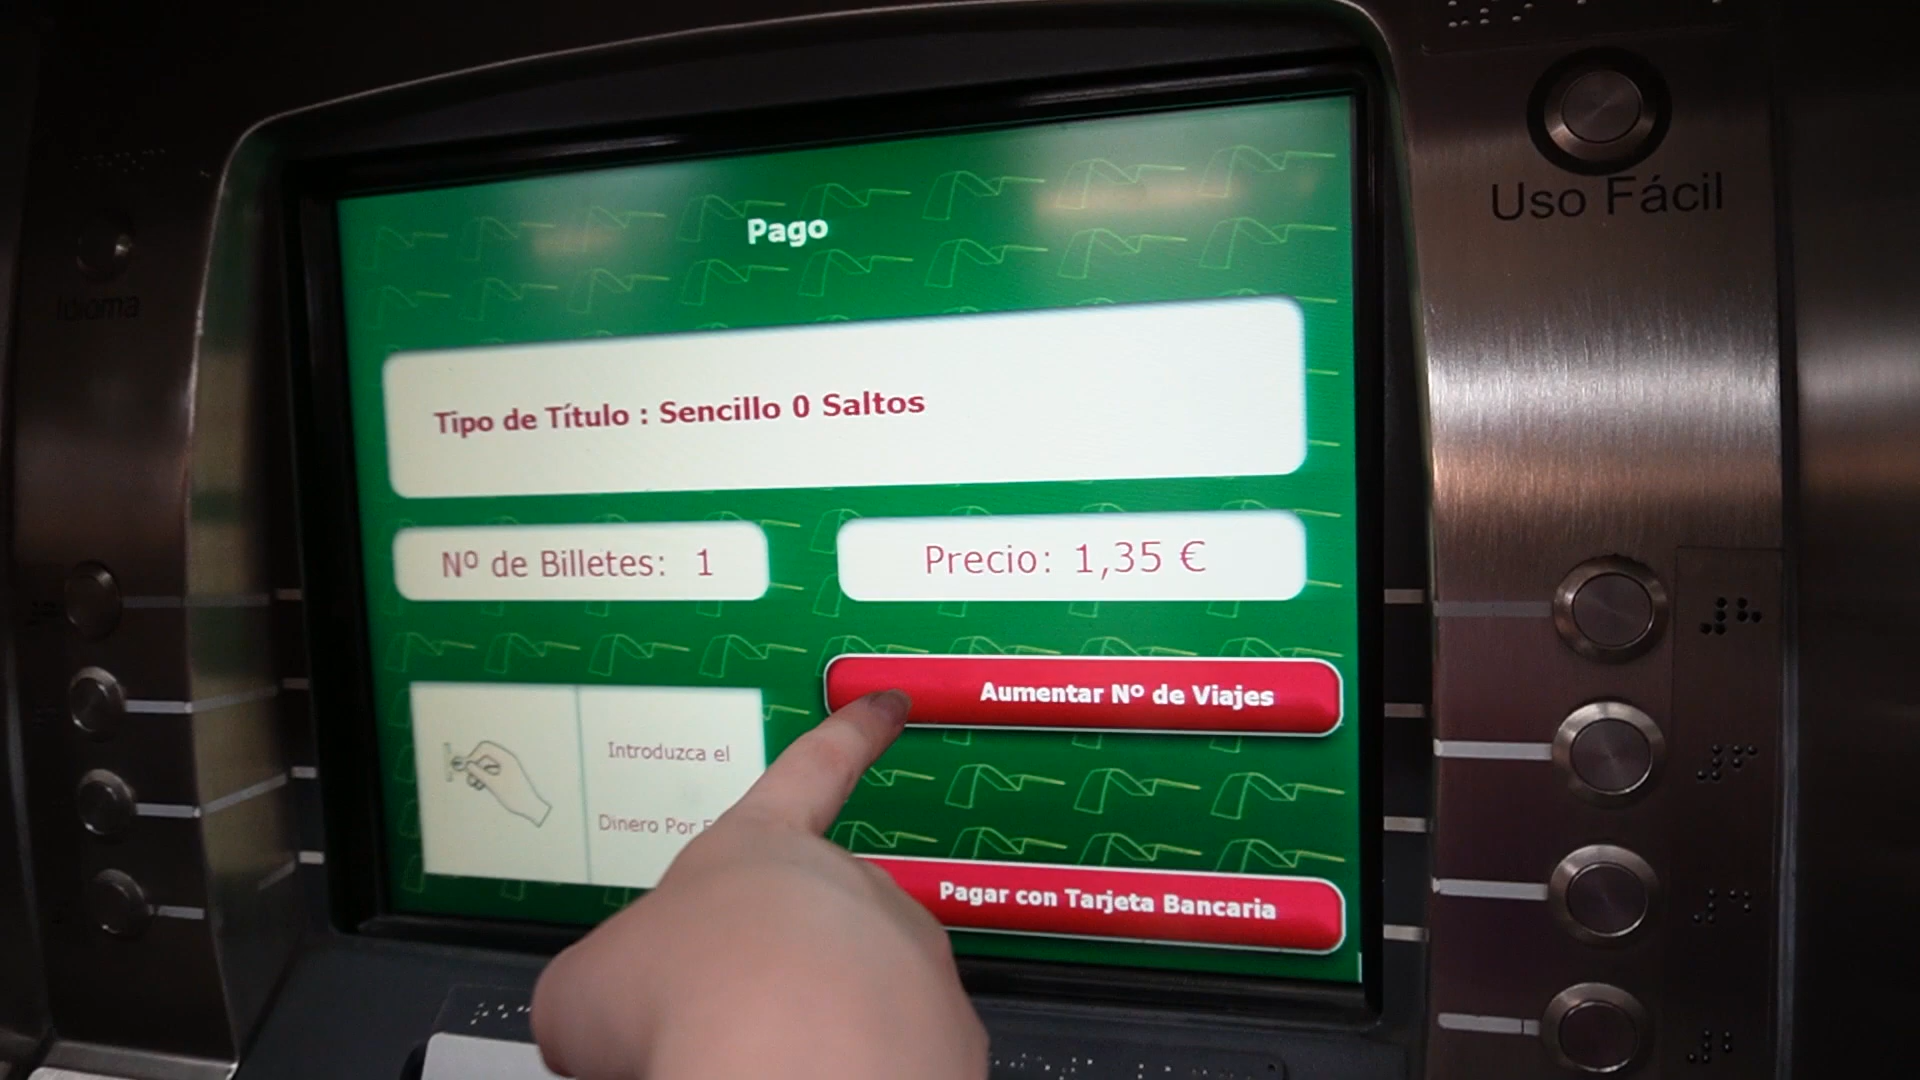 Uso Fácil
Idioma
Pago
Tipo de Título : Sencillo 0 Saltos
Nº de Billetes: 1
Precio: 1,35 €
Aumentar Nº de Viajes
Introduzca el
Dinero Por
Pagar con Tarjeta Bancaria